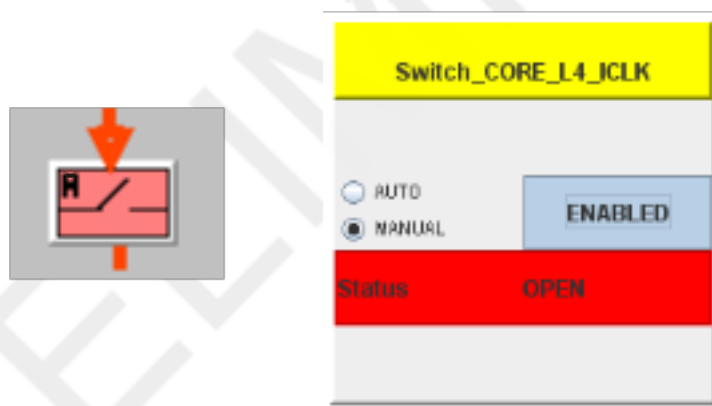 Switch_CORE_L4_ICLK
A
AUTO
ENABLED
MANUAL
Status OPEN